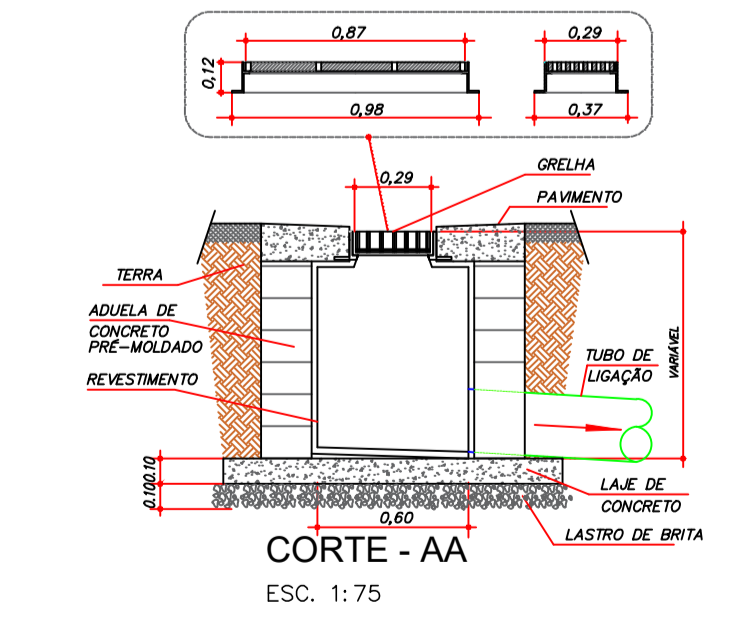 0,87
0,29
0,12
0,98
0,37
GRELHA
0,29
PAVIMENTO
TERRA
ADUELA DE
CONCRETO
PRÉ-MOLDADO
VARIÁVEL
TUBO DE
LIGAÇÃO
REVESTIMENTO
0.10
0.10
LAJE DE
CONCRETO
0,60
LASTRO DE BRITA
CORTE - AA
ESC. 1:75